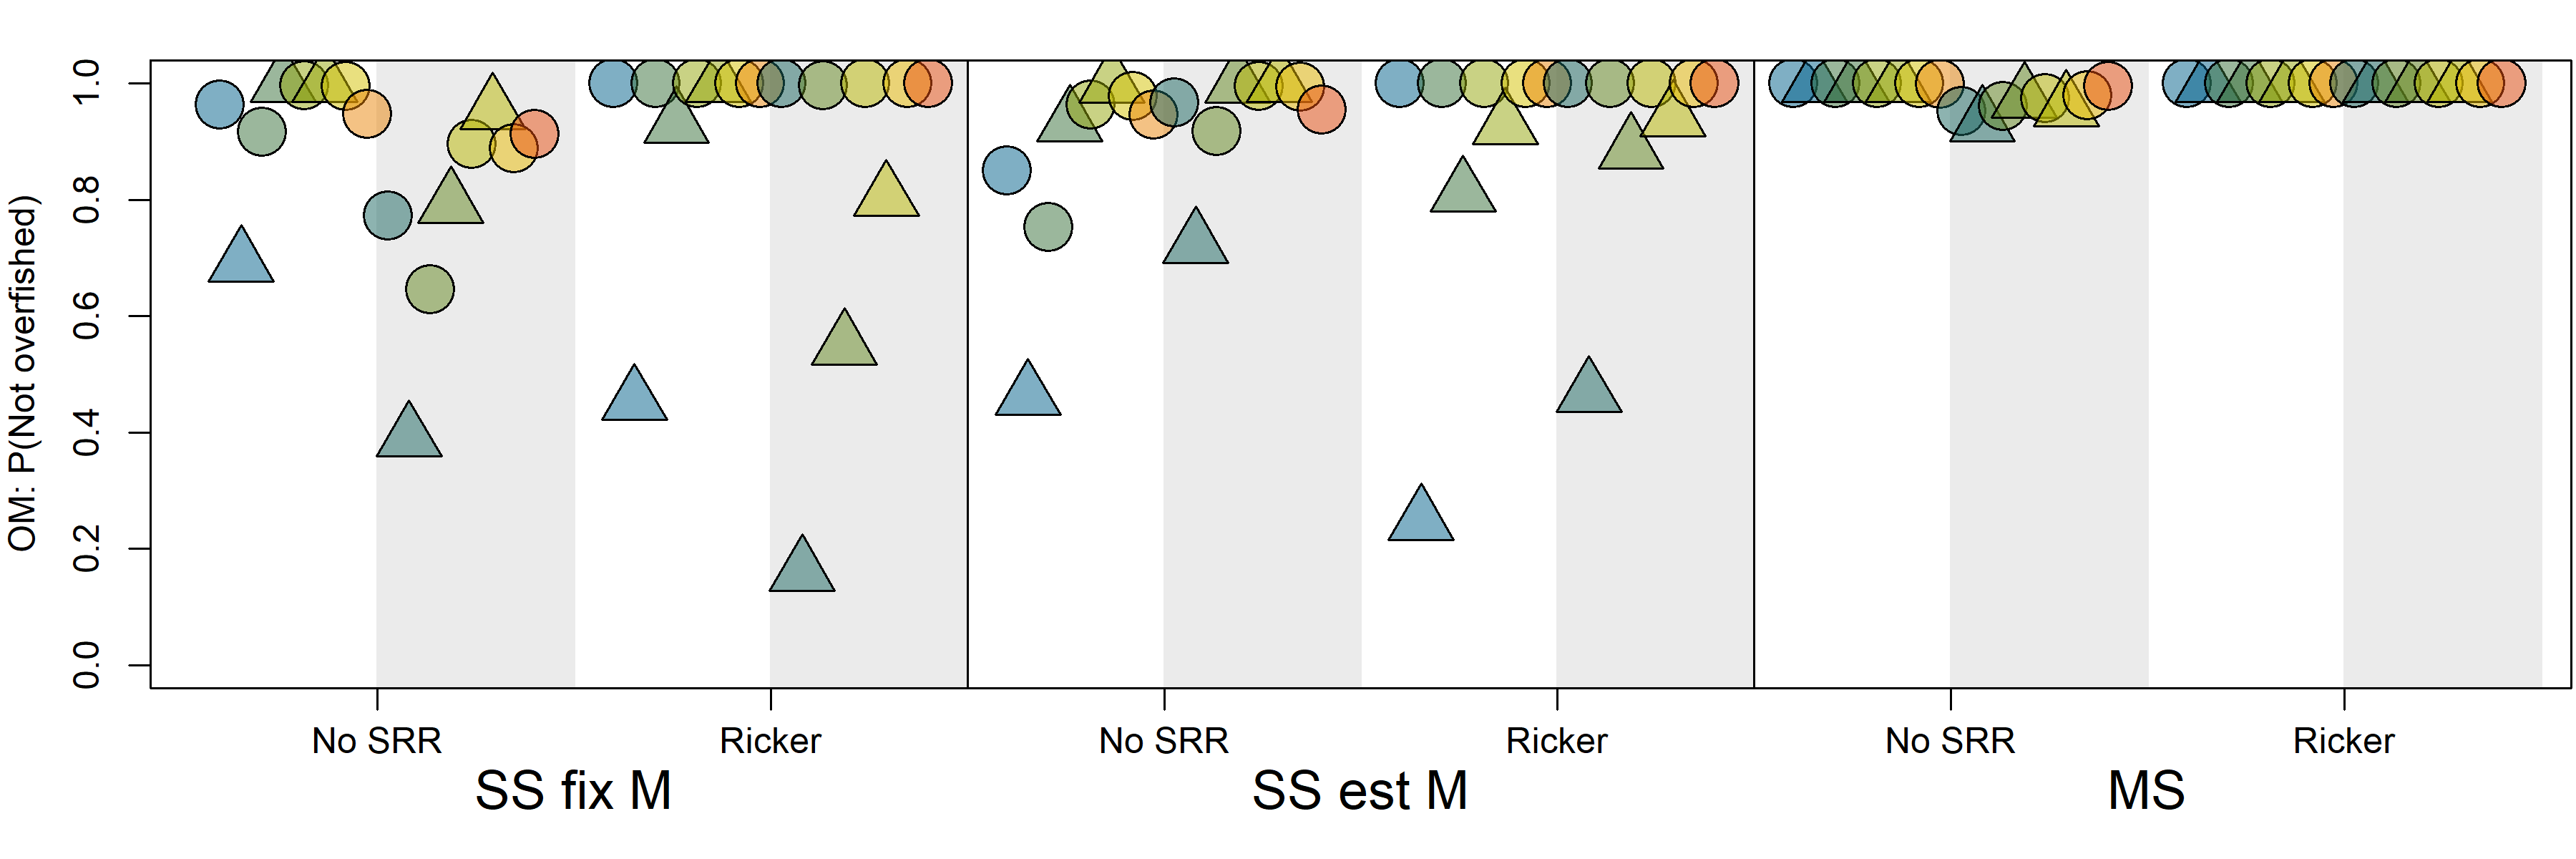 OM: P(Not overfished)
1.0
0.8
0.6
0.4
0.2
0.0
No SRR Ricker No SRR Ricker No SRR Ricker
SS fix M SS est M MS